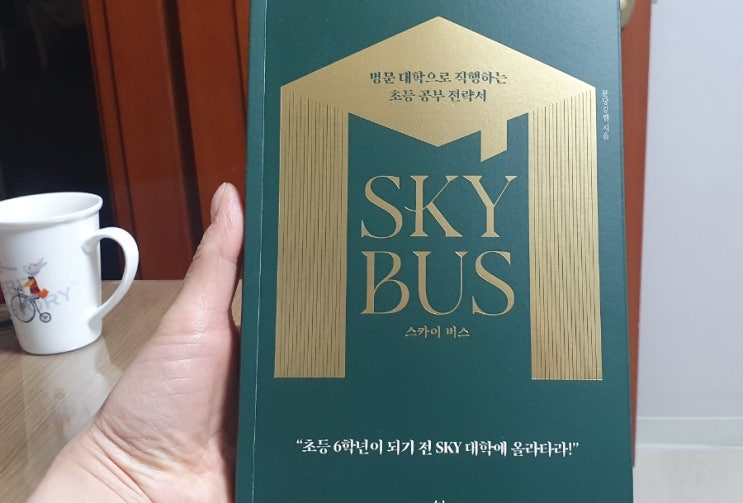 명문 대학으로 직행하는
초등 공부 전략서
분당강쌤 지음
SKY
BUS
스카이 버스
“초등 6학년이 되기 전 SKY 대학에 올라타라!”